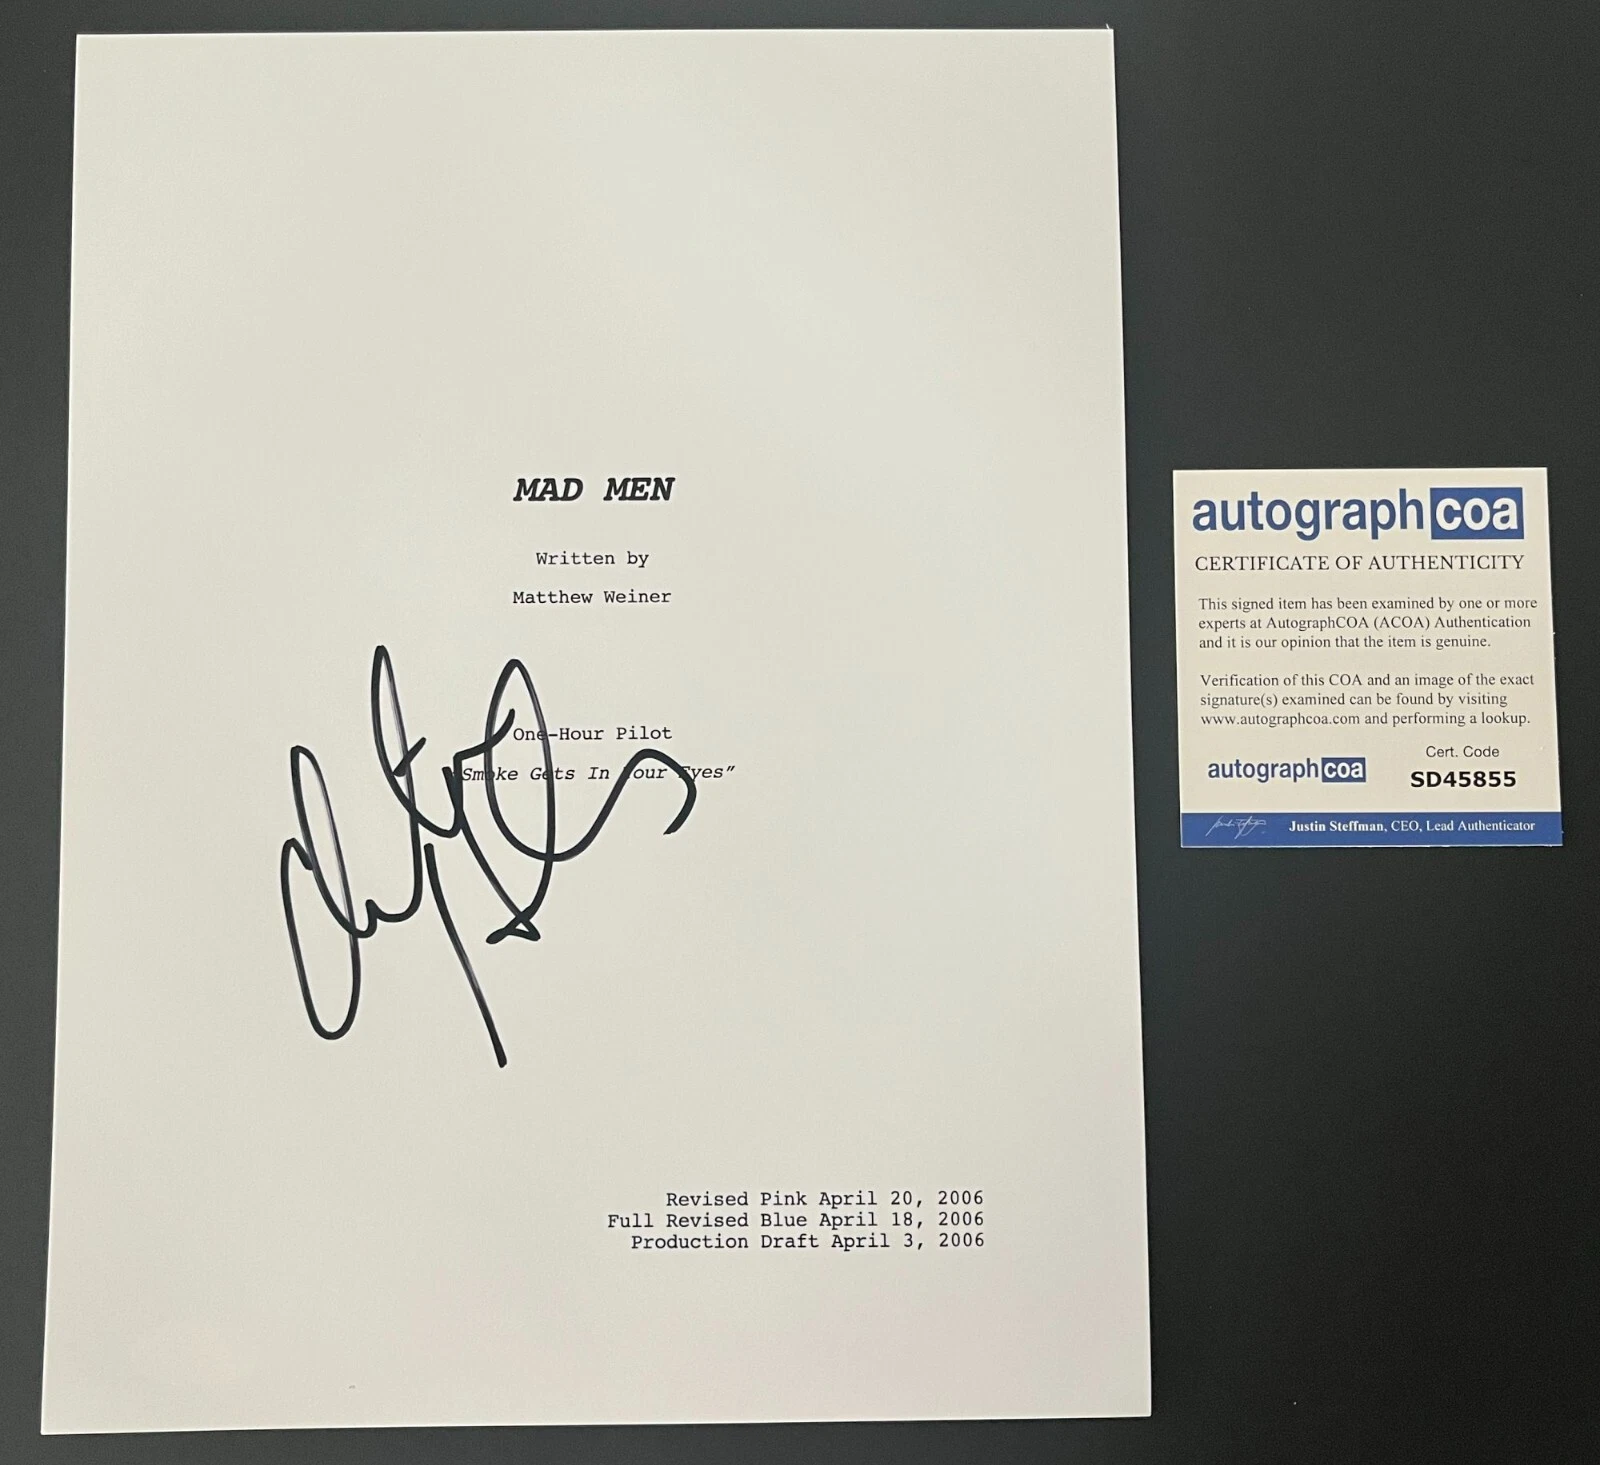 MAD MEN
Written by
Matthew Weiner
One-Hour Pilot
"Smoke Gets In Your Eyes"
Revised Pink April 20, 2006
Full Revised Blue April 18, 2006
Production Draft April 3, 2006
autographcoa
CERTIFICATE OF AUTHENTICITY
This signed item has been examined by one or more
experts at AutographCOA (ACOA) Authentication
and it is our opinion that the item is genuine.
Verification of this COA and an image of the exact
signature(s) examined can be found by visiting
www.autographcoa.com and performing a lookup.
autographcoa
Cert. Code
SD45855
Justin Steffman, CEO, Lead Authenticator